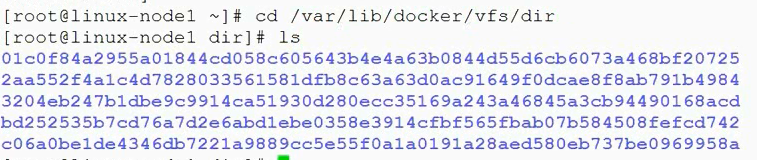 [root@linux-node1 ~]# cd /var/lib/docker/vfs/dir
[root@linux-node1 dir]# ls
01c0f84a2955a01844cd058c605643b4e4a63b0844d55d6cb6073a468bf20725
2aa552f4a1c4d7828033561581dfb8c63a63d0ac91649f0dcae8f8ab791b4984
3204eb247b1dbe9c9914ca51930d280ecc35169a243a46845a3cb94490168acd
bd252535b7cd76a7d2e6abd1ebe0358e3914cfbf565fbab07b584508fefcd742
c06a0be1de4346db7221a9889cc5e55f0a1a0191a28aed580eb737be0969958a